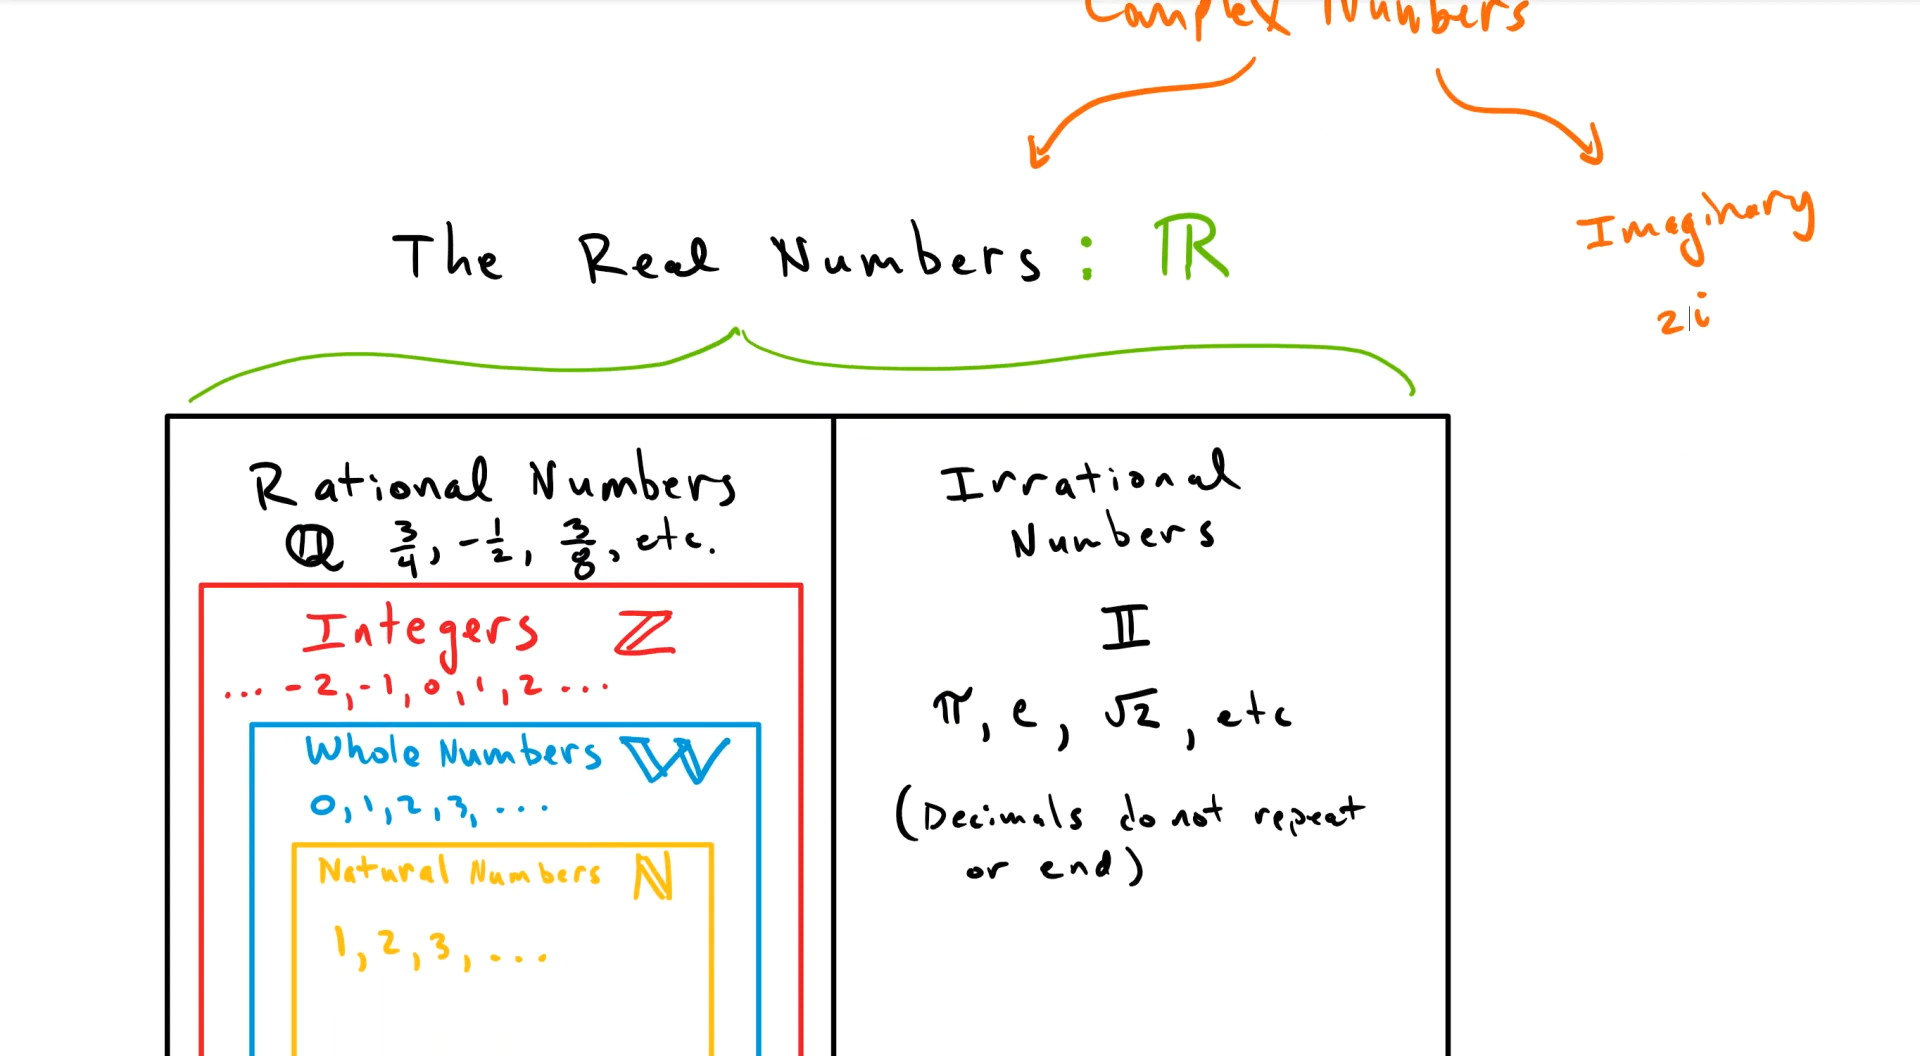 Complex Numbers
The Real Numbers : ℝ
Imaginary
2i
Rational Numbers
ℚ 3/4, -1/2, 3/8, etc.
Integers ℤ
... -2, -1, 0, 1, 2 ...
Whole Numbers 𝕎
0, 1, 2, 3, ...
Natural Numbers ℕ
1, 2, 3, ...
Irrational
Numbers
𝕀
π, e, √2, etc
(Decimals do not repeat
or end)